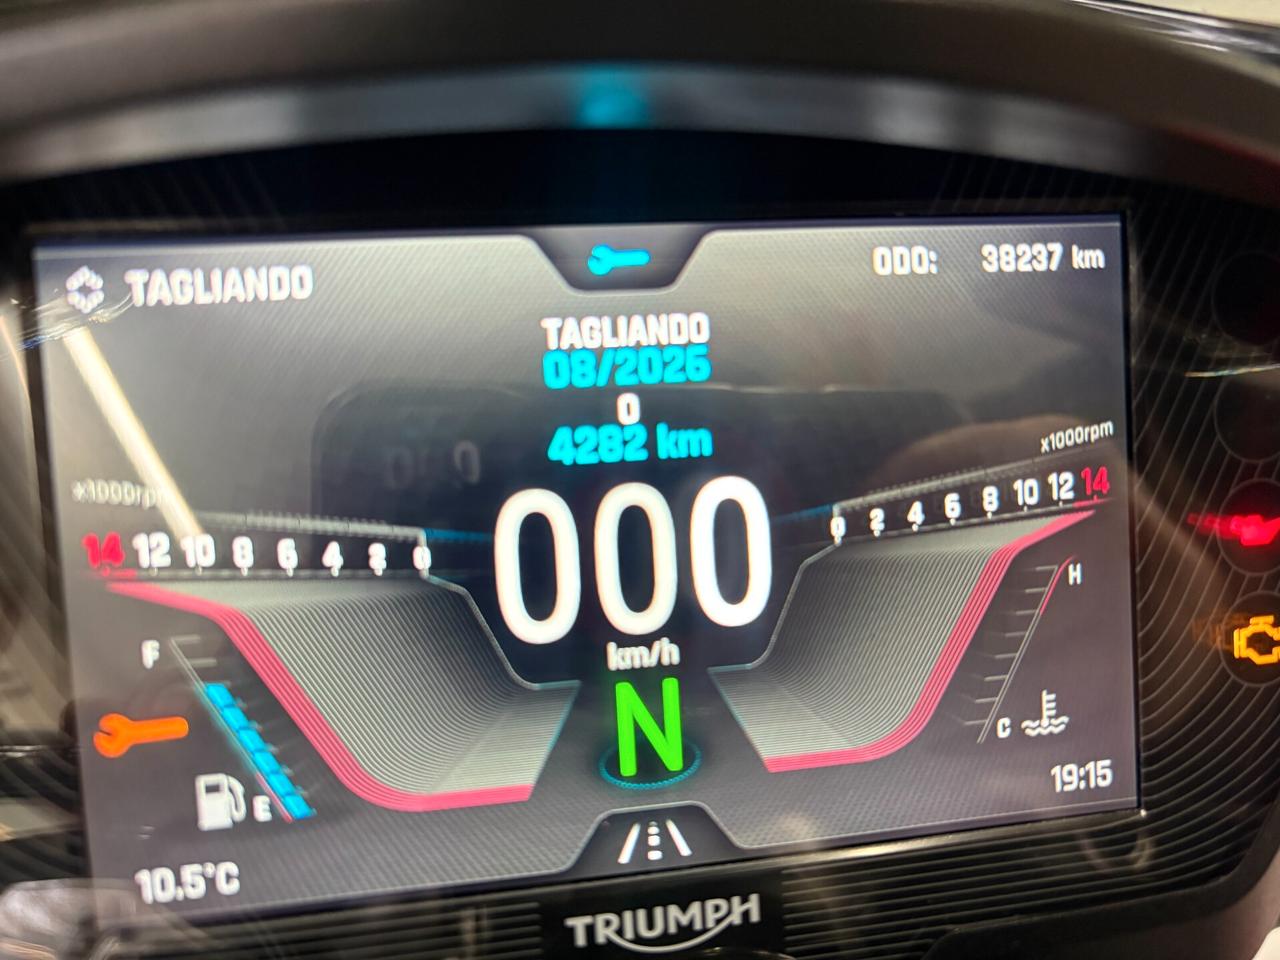 TAGLIANDO
ODO: 38237 km
TAGLIANDO
08/2026
O
4282 km
x1000rpm
x1000rpm
14 12 10 8 6 4 2 0
0 2 4 6 8 10 12 14
000
km/h
N
F
E
H
C
19:15
10.5°C
TRIUMPH